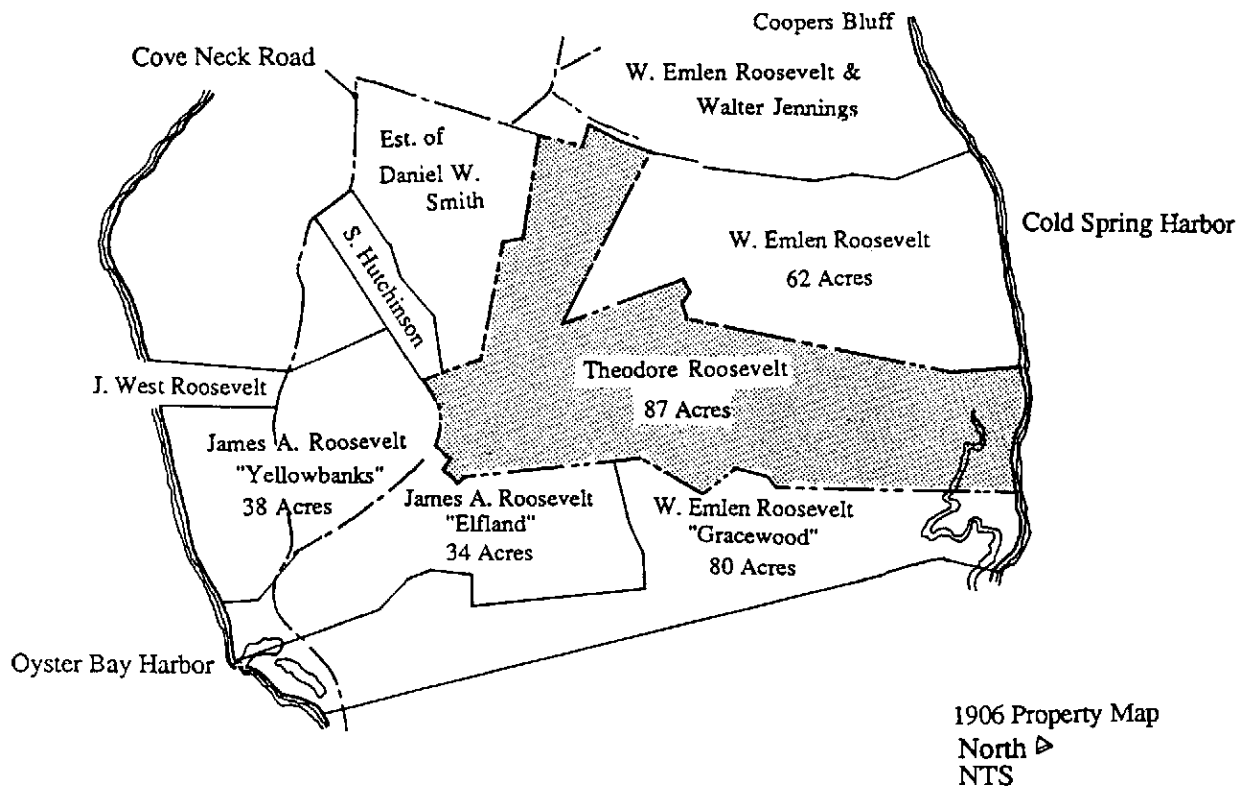 Coopers Bluff
Cove Neck Road
W. Emlen Roosevelt &
Walter Jennings
Est. of
Daniel W.
Smith
S. Hutchinson
W. Emlen Roosevelt
62 Acres
Cold Spring Harbor
Theodore Roosevelt
87 Acres
J. West Roosevelt
James A. Roosevelt
"Yellowbanks"
38 Acres
James A. Roosevelt
"Elfland"
34 Acres
W. Emlen Roosevelt
"Gracewood"
80 Acres
Oyster Bay Harbor
1906 Property Map
North
NTS